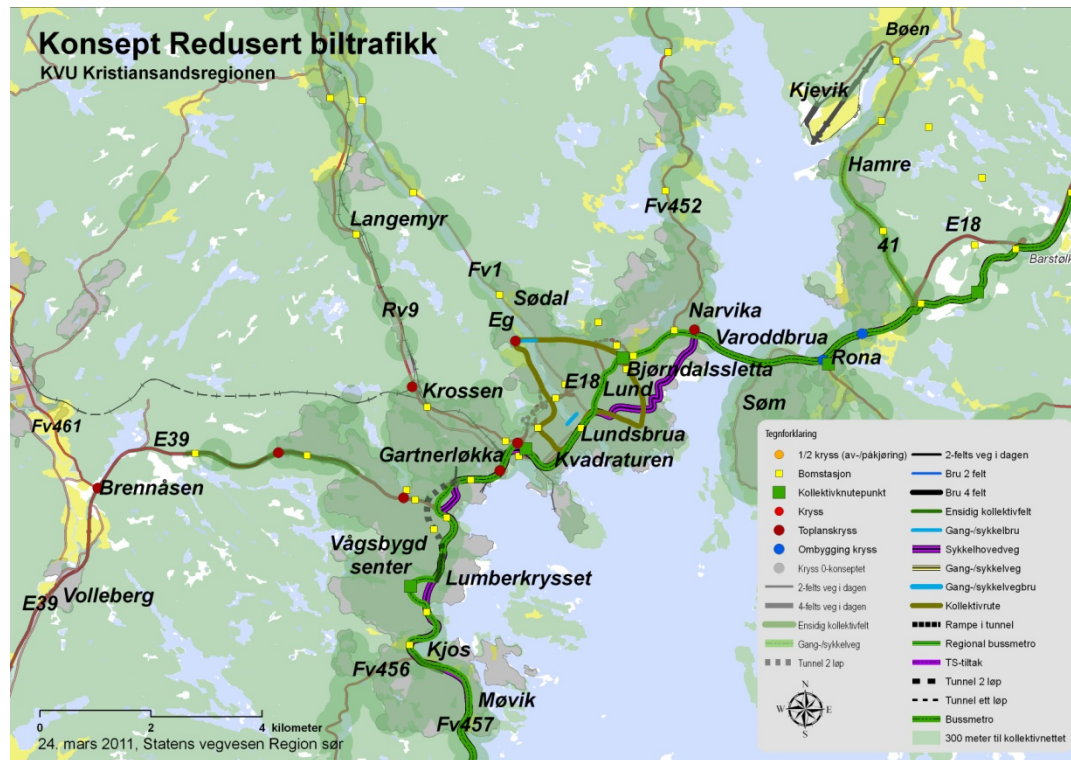 Konsept Redusert biltrafikk
KVU Kristiansandsregionen
Bøen
Kjevik
Hamre
Fv452
Langemyr
41
E18
Barstølk
Fv1
Sødal
Eg
Rv9
Narvika
Varoddbrua
Rona
Bjørndalssletta
E18
Lund
Krossen
Søm
Fv461
E39
Lundsbrua
Gartnerløkka
Kvadraturen
Brennåsen
Vågsbygd
senter
Lumberkrysset
E39
Volleberg
Kjos
Fv456
Møvik
Fv457
0 2 4
kilometer
24. mars 2011, Statens vegvesen Region sør
Tegnforklaring
1/2 kryss (av-/påkjøring)
Bomstasjon
Kollektivknutepunkt
Kryss
Toplanskryss
Ombygging kryss
Kryss 0-konseptet
2-felts veg i dagen
4-felts veg i dagen
Ensidig kollektivfelt
Gang-/sykkelveg
Tunnel 2 løp
2-felts veg i dagen
Bru 2 felt
Bru 4 felt
Ensidig kollektivfelt
Gang-/sykkelbru
Sykkelhovedveg
Gang-/sykkelveg
Gang-/sykkelvegbru
Kollektivrute
Rampe i tunnel
Regional bussmetro
TS-tiltak
Tunnel 2 løp
Tunnel ett løp
Bussmetro
300 meter til kollektivnettet
N
W E
S